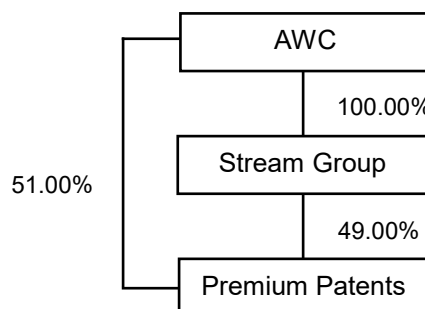 AWC
100.00%
Stream Group
51.00%
49.00%
Premium Patents